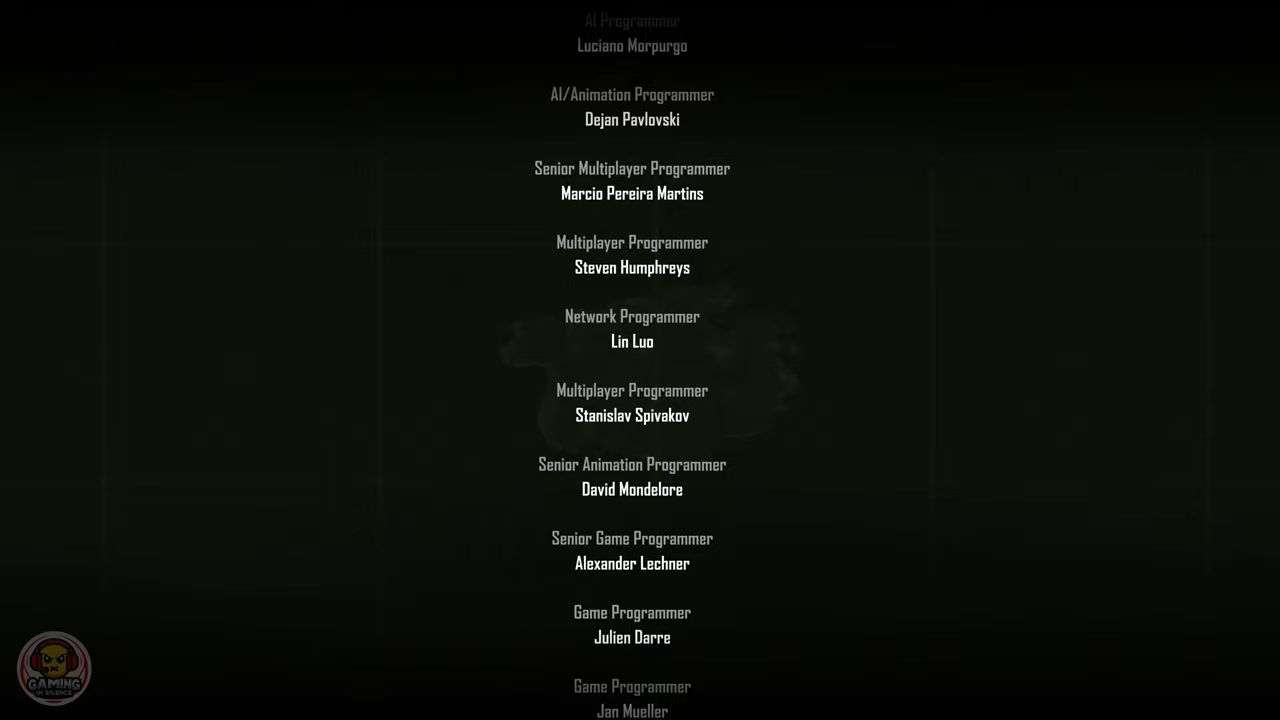 AI Programmer
Luciano Morpurgo
AI/Animation Programmer
Dejan Pavlovski
Senior Multiplayer Programmer
Marcio Pereira Martins
Multiplayer Programmer
Steven Humphreys
Network Programmer
Lin Luo
Multiplayer Programmer
Stanislav Spivakov
Senior Animation Programmer
David Mondelore
Senior Game Programmer
Alexander Lechner
Game Programmer
Julien Darre
Game Programmer
Jan Mueller
GAMING
IN SILENCE